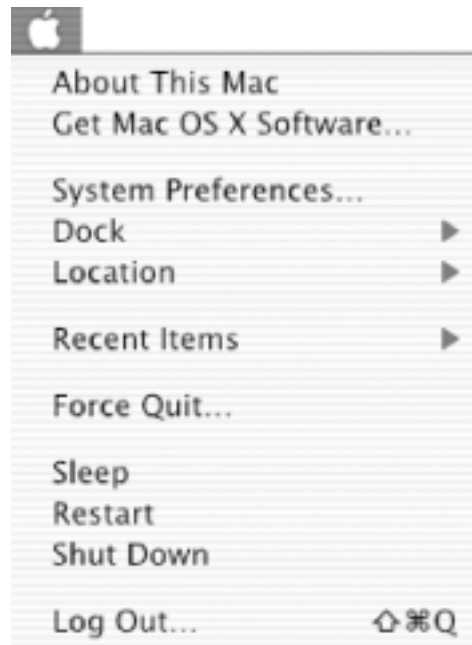 About This Mac
Get Mac OS X Software...
System Preferences...
Dock
Location
Recent Items
Force Quit...
Sleep
Restart
Shut Down
Log Out... ⇧⌘Q